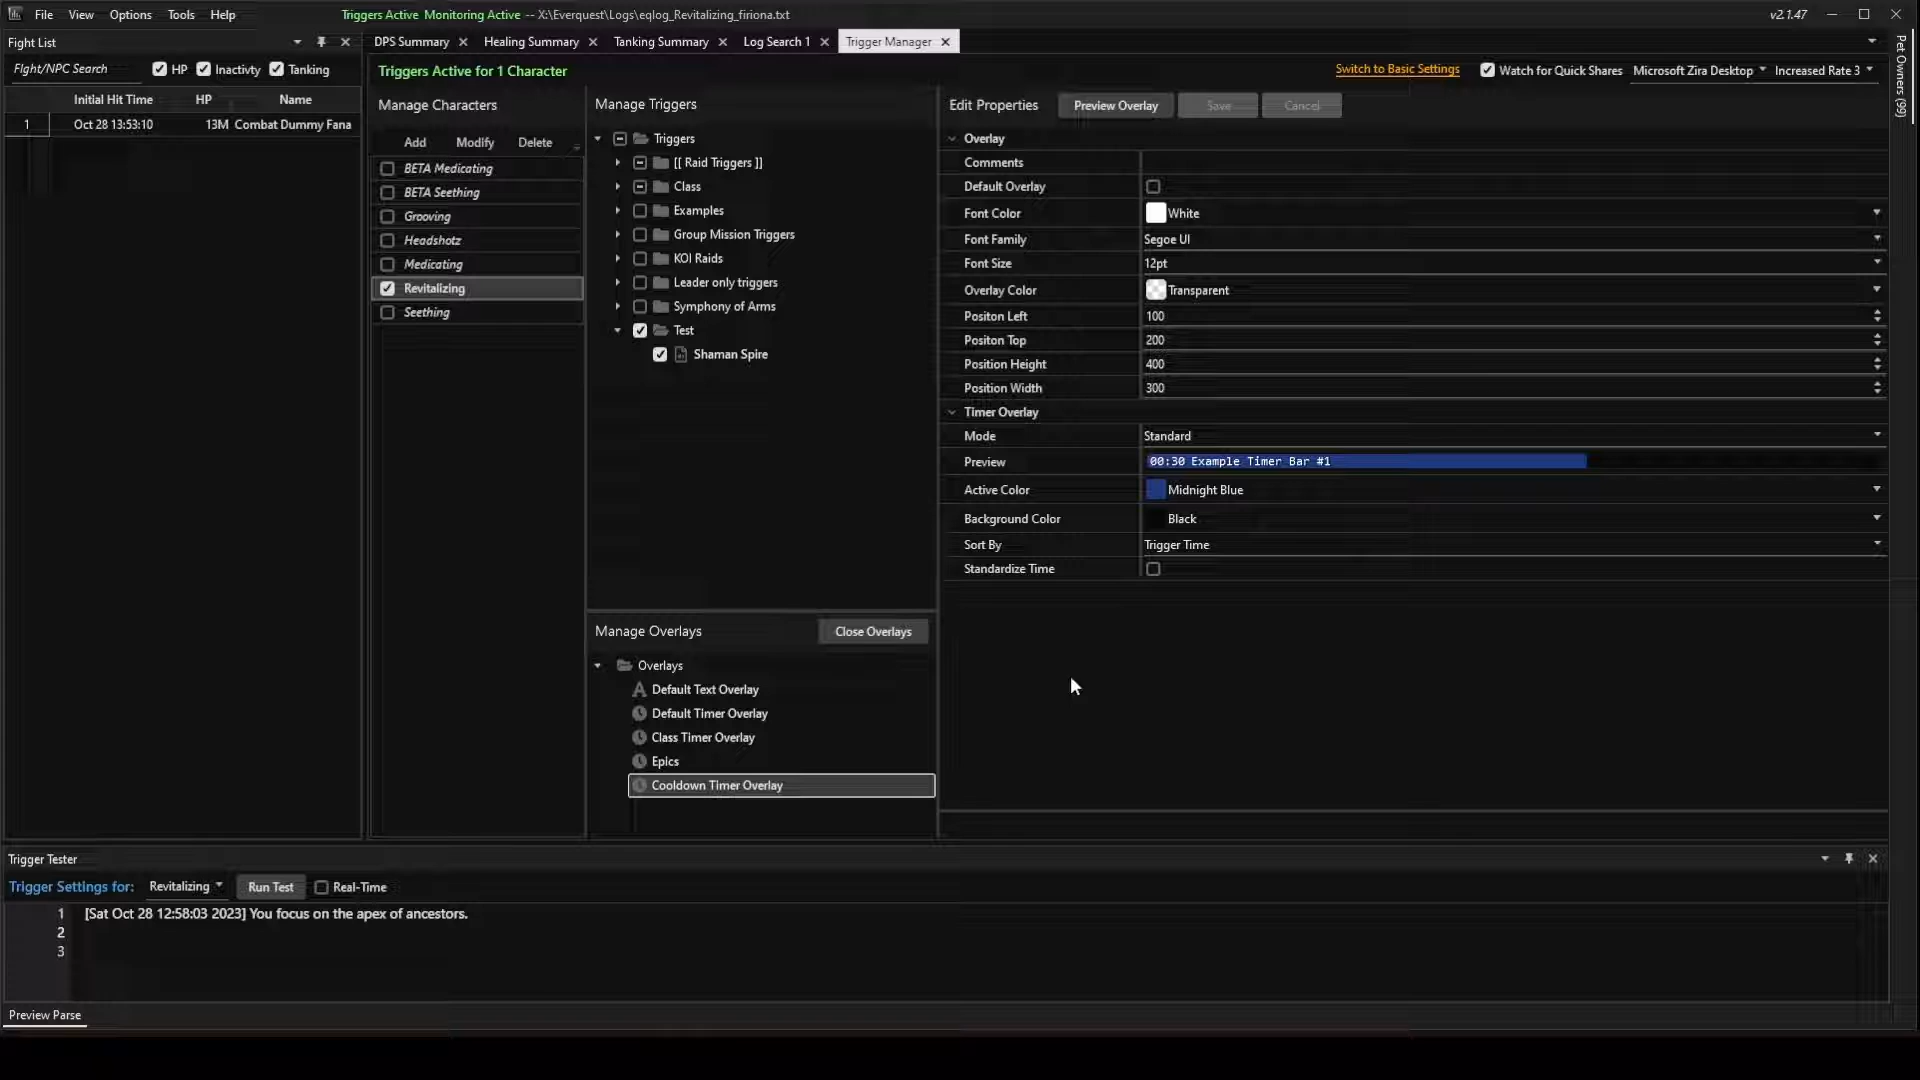 File View Options Tools Help Triggers Active Monitoring Active -- X:\Everquest\Logs\eqlog_Revitalizing_firiona.txt v2.1.47
Fight List
DPS Summary Healing Summary Tanking Summary Log Search 1 Trigger Manager
Pet Owners (99)
Fight/NPC Search HP Inactivty Tanking
Initial Hit Time HP Name
1 Oct 28 13:53:10 13M Combat Dummy Fana
Triggers Active for 1 Character Switch to Basic Settings Watch for Quick Shares Microsoft Zira Desktop Increased Rate 3
Manage Characters
Add Modify Delete
BETA Medicating
BETA Seething
Grooving
Headshotz
Medicating
Revitalizing
Seething
Manage Triggers
Triggers
[[ Raid Triggers ]]
Class
Examples
Group Mission Triggers
KOI Raids
Leader only triggers
Symphony of Arms
Test
Shaman Spire
Manage Overlays Close Overlays
Overlays
Default Text Overlay
Default Timer Overlay
Class Timer Overlay
Epics
Cooldown Timer Overlay
Edit Properties Preview Overlay Save Cancel
Overlay
Comments
Default Overlay
Font Color White
Font Family Segoe UI
Font Size 12pt
Overlay Color Transparent
Positon Left 100
Positon Top 200
Position Height 400
Position Width 300
Timer Overlay
Mode Standard
Preview 00:30 Example Timer Bar #1
Active Color Midnight Blue
Background Color Black
Sort By Trigger Time
Standardize Time
Trigger Tester
Trigger Settings for: Revitalizing Run Test Real-Time
1 [Sat Oct 28 12:58:03 2023] You focus on the apex of ancestors.
2
3
Preview Parse